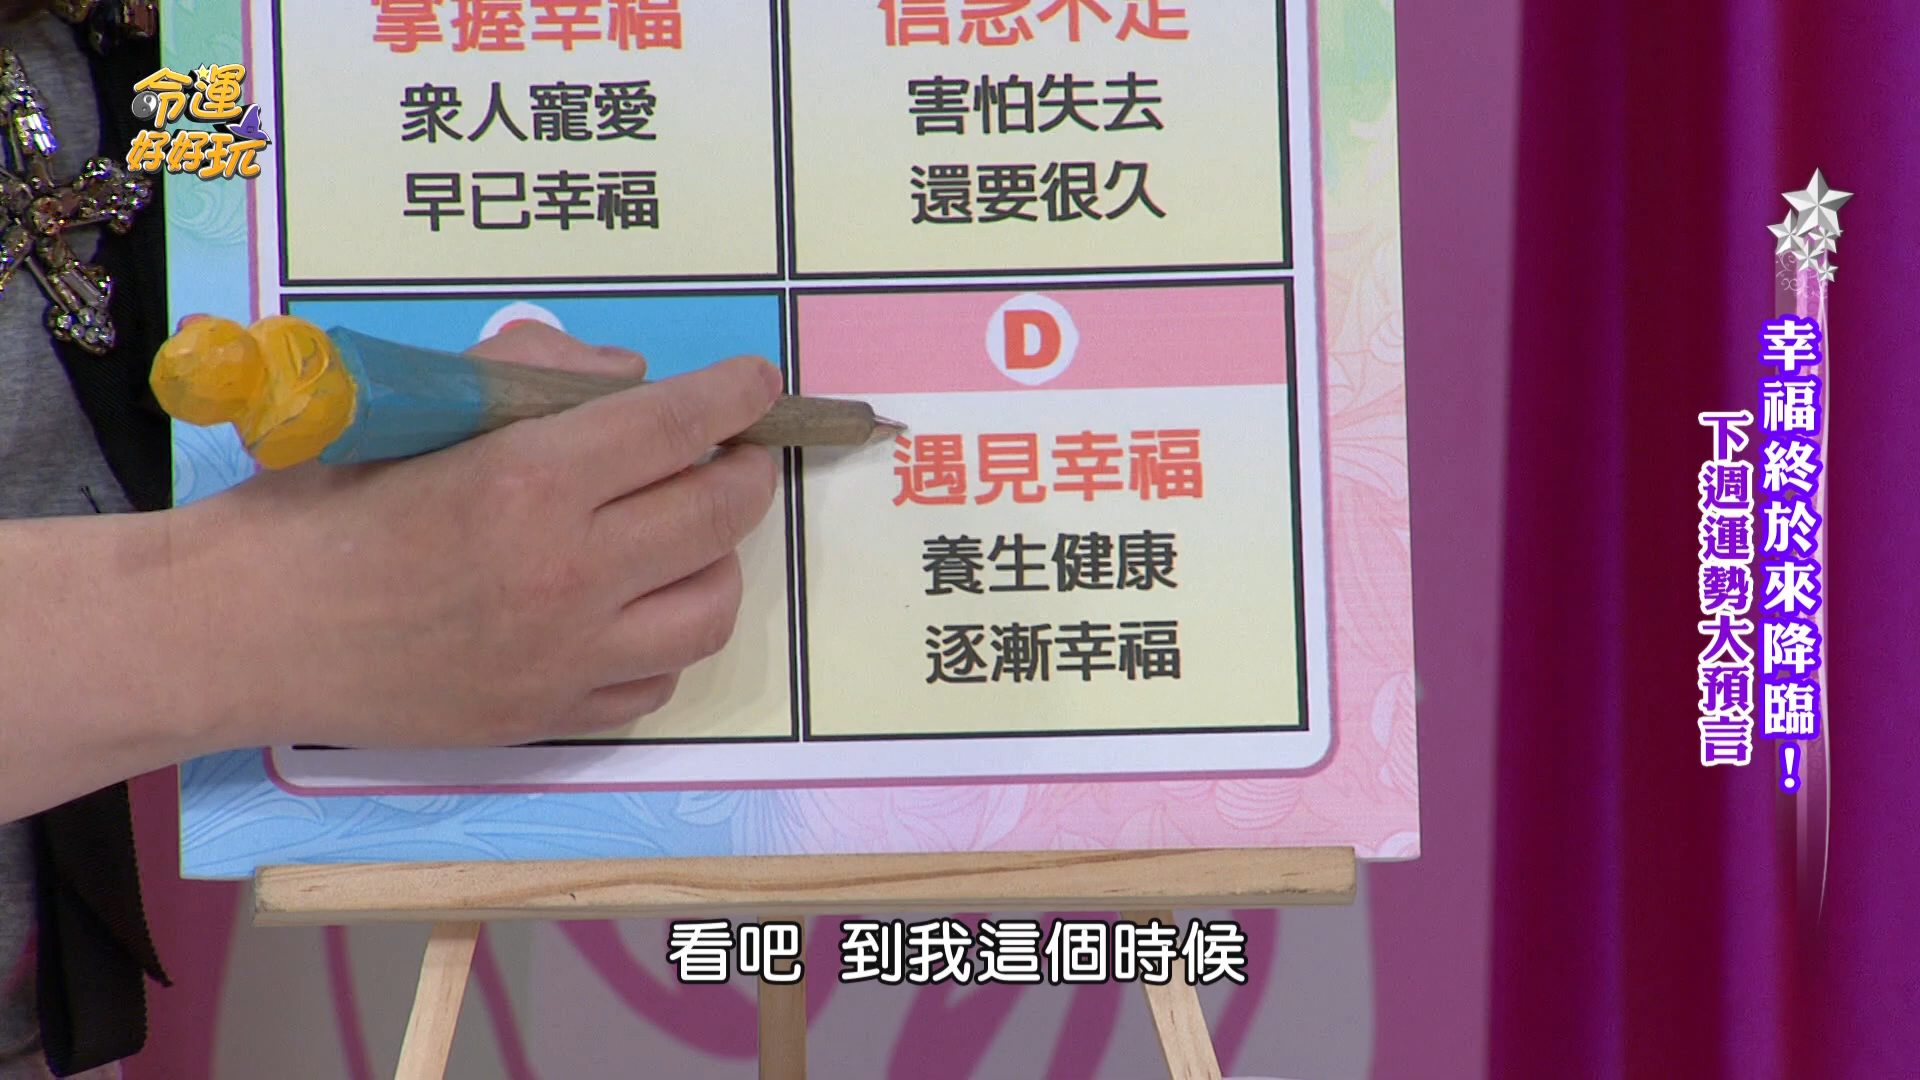 命運
好好玩
掌握幸福
眾人寵愛
早已幸福
信念不足
害怕失去
還要很久
D
遇見幸福
養生健康
逐漸幸福
幸福終於來降臨！
下週運勢大預言
看吧 到我這個時候